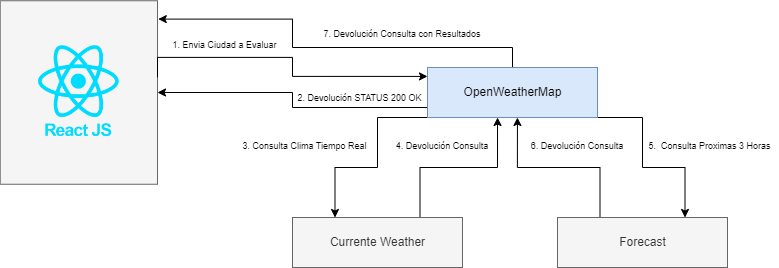 7. Devolución Consulta con Resultados
1. Envia Ciudad a Evaluar
React JS
2. Devolución STATUS 200 OK
OpenWeatherMap
3. Consulta Clima Tiempo Real
4. Devolución Consulta
6. Devolución Consulta
5. Consulta Proximas 3 Horas
Currente Weather
Forecast